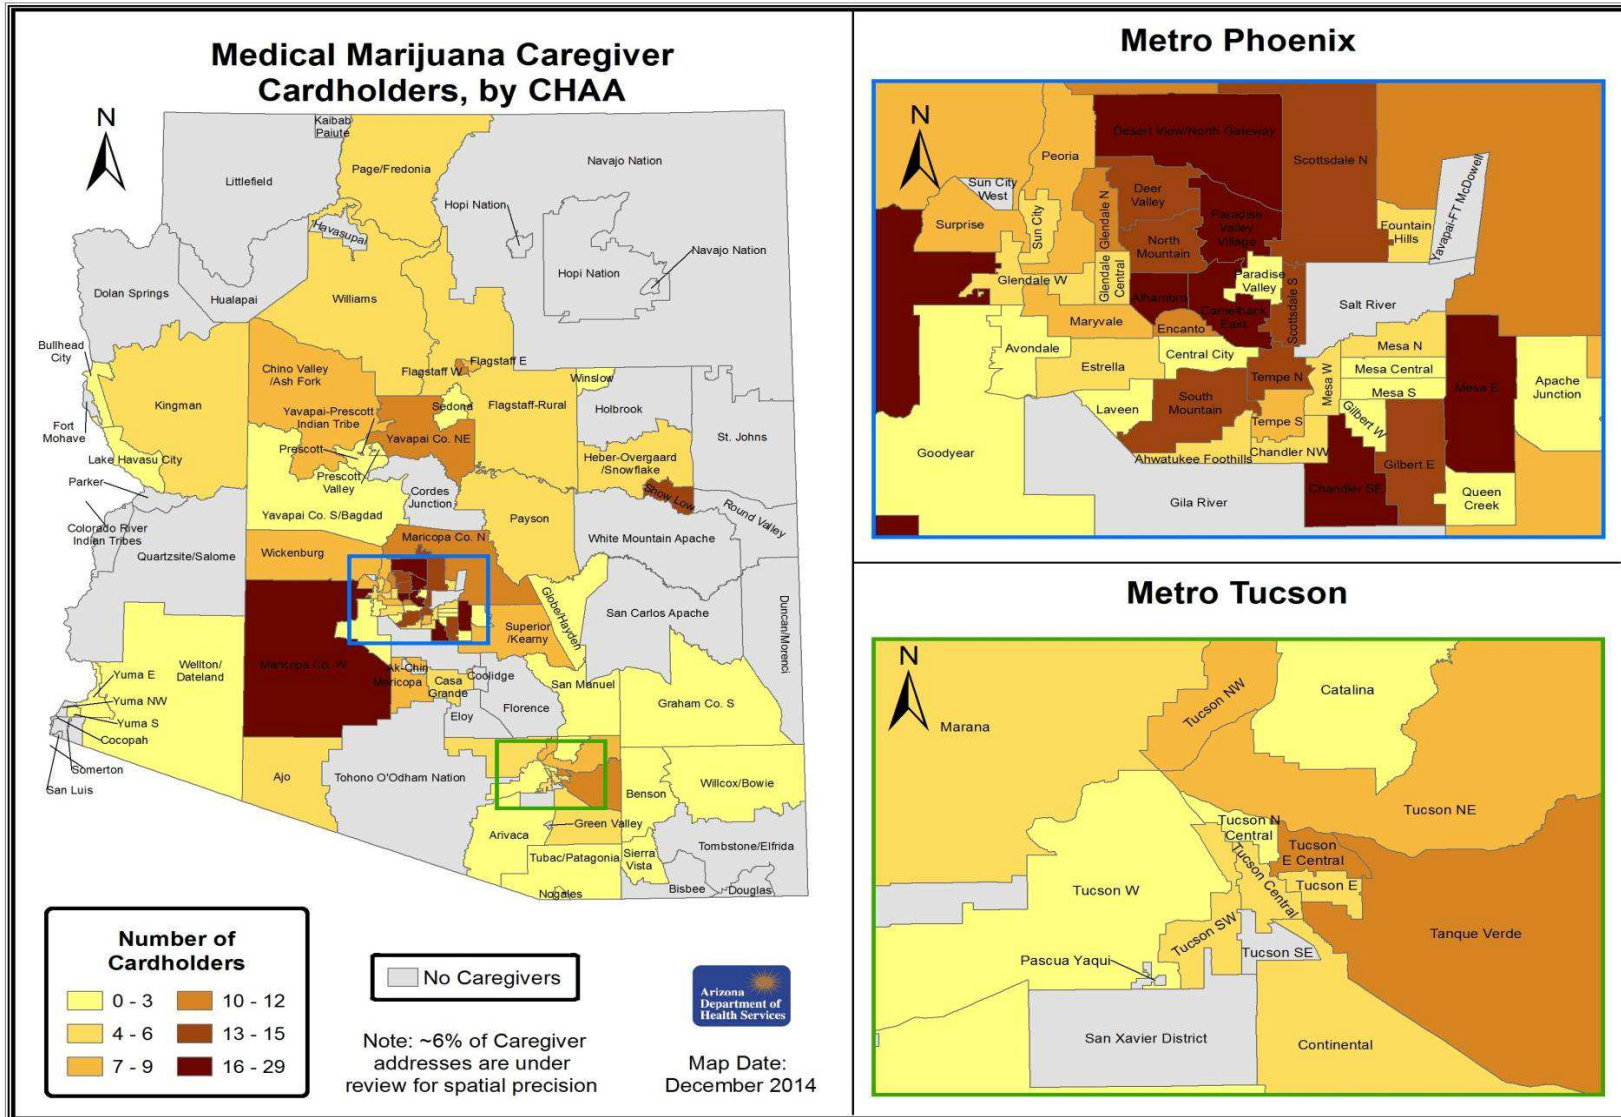 Medical Marijuana Caregiver
Cardholders, by CHAA
N
Kaibab
Paiute
Page/Fredonia
Navajo Nation
Littlefield
Hopi Nation
Havasupai
Navajo Nation
Hopi Nation
Dolan Springs
Hualapai
Williams
Bullhead
City
Flagstaff E
Flagstaff W
Chino Valley
/Ash Fork
Winslow
Kingman
Sedona
Flagstaff-Rural
Holbrook
Yavapai-Prescott
Indian Tribe
Fort
Mohave
Yavapai Co. NE
St. Johns
Prescott
Lake Havasu City
Heber-Overgaard
/Snowflake
Prescott
Valley
Parker
Cordes
Junction
Show Low
Round Valley
Yavapai Co. S/Bagdad
Payson
Colorado River
Indian Tribes
Maricopa Co. N
White Mountain Apache
Quartzsite/Salome
Wickenburg
Globe/Hayden
San Carlos Apache
Duncan/Morenci
Superior
/Kearny
Wellton/
Dateland
Maricopa Co. W
Ak-Chin
Maricopa
Coolidge
Casa
Grande
San Manuel
Yuma E
Yuma NW
Florence
Graham Co. S
Yuma S
Eloy
Cocopah
Somerton
San Luis
Ajo
Tohono O'Odham Nation
Willcox/Bowie
Benson
Green Valley
Arivaca
Tombstone/Elfrida
Tubac/Patagonia
Sierra
Vista
Nogales
Bisbee
Douglas
Number of
Cardholders
0 - 3
10 - 12
4 - 6
13 - 15
7 - 9
16 - 29
No Caregivers
Note: ~6% of Caregiver
addresses are under
review for spatial precision
Arizona
Department of
Health Services
Map Date:
December 2014
Metro Phoenix
N
Desert View/North Gateway
Peoria
Scottsdale N
Sun City
West
Deer
Valley
Yavapai-FT McDowell
Surprise
Sun City
Glendale N
Paradise
Valley
Village
Fountain
Hills
North
Mountain
Glendale W
Glendale
Central
Paradise
Valley
Alhambra
Salt River
Camelback
East
Scottsdale S
Maryvale
Encanto
Avondale
Central City
Mesa N
Estrella
Mesa W
Mesa Central
Tempe N
Mesa E
Apache
Junction
Laveen
South
Mountain
Mesa S
Tempe S
Gilbert W
Goodyear
Ahwatukee Foothills
Chandler NW
Gilbert E
Chandler SE
Queen
Creek
Gila River
Metro Tucson
N
Tucson NW
Catalina
Marana
Tucson NE
Tucson N
Central
Tucson
E Central
Tucson W
Tucson Central
Tucson E
Tucson SW
Tanque Verde
Tucson SE
Pascua Yaqui
San Xavier District
Continental